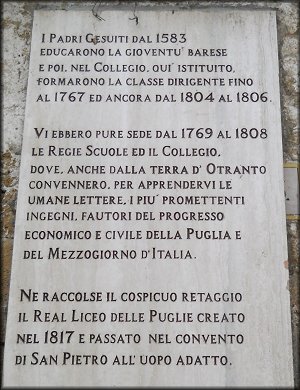 I Padri Gesuiti dal 1583
educarono la gioventu' barese
e poi, nel Collegio, qui' istituito,
formarono la classe dirigente fino
al 1767 ed ancora dal 1804 al 1806.
Vi ebbero pure sede dal 1769 al 1808
le Regie Scuole ed il Collegio,
dove, anche dalla terra d'Otranto
convennero, per apprendervi le
umane lettere, i piu' promettenti
ingegni, fautori del progresso
economico e civile della Puglia e
del Mezzogiorno d'Italia.
Ne raccolse il cospicuo retaggio
il Real Liceo delle Puglie creato
nel 1817 e passato nel convento
di San Pietro all'uopo adatto.